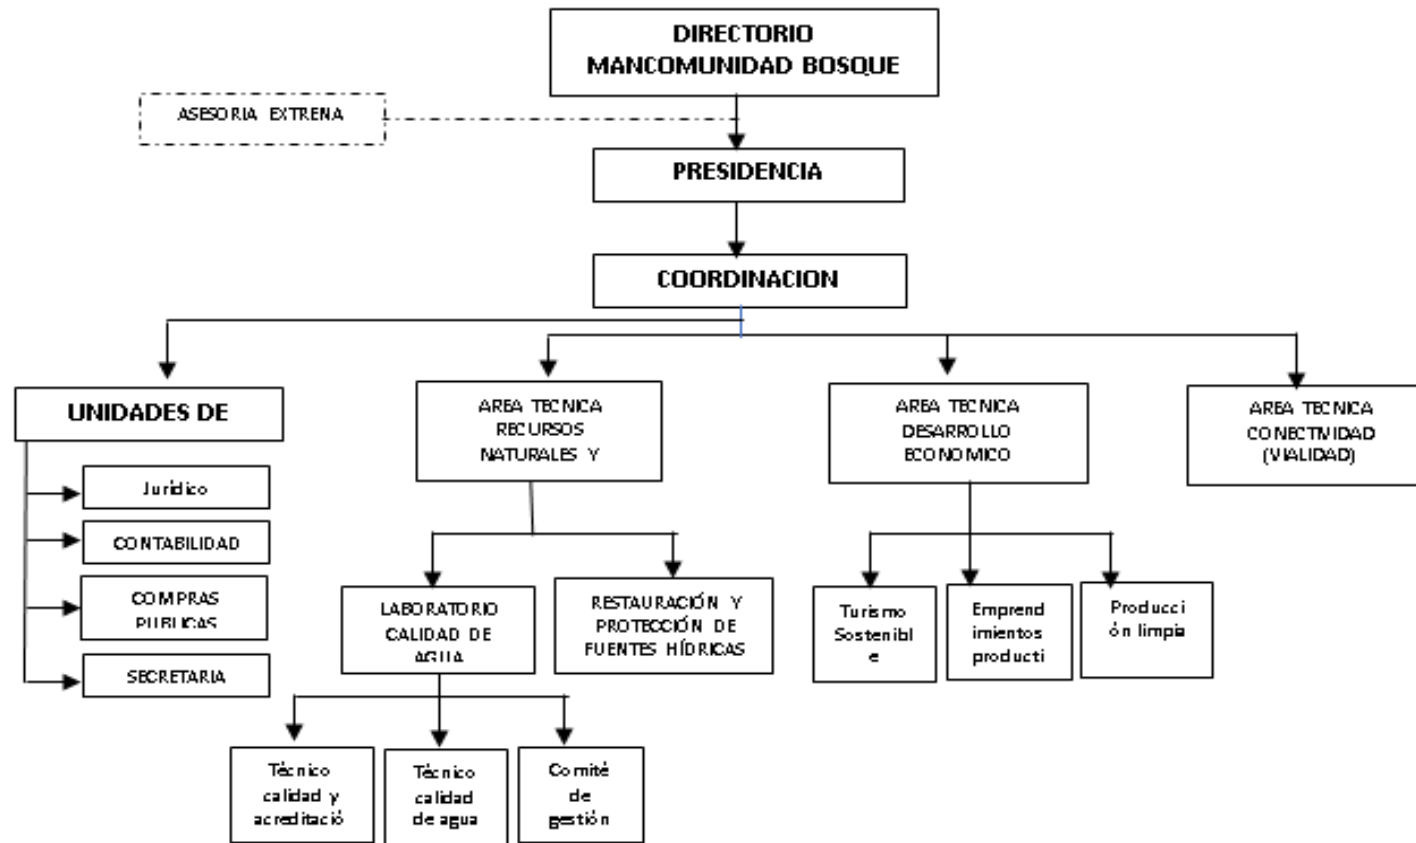 DIRECTORIO
MANCOMUNIDAD BOSQUE
ASESORIA EXTRENA
PRESIDENCIA
COORDINACION
UNIDADES DE
AREA TECNICA
RECURSOS
NATURALES Y
AREA TECNICA
DESARROLLO
ECONOMICO
AREA TECNICA
CONECTIVIDAD
(VIALIDAD)
Jurídico
CONTABILIDAD
COMPRAS
PUBLICAS
SECRETARIA
LABORATORIO
CALIDAD DE
AGUA
RESTAURACIÓN Y
PROTECCIÓN DE
FUENTES HÍDRICAS
Turismo
Sostenibl
e
Emprend
imientos
producti
Producci
ón limpia
Técnico
calidad y
acreditació
Técnico
calidad
de agua
Comité
de
gestión